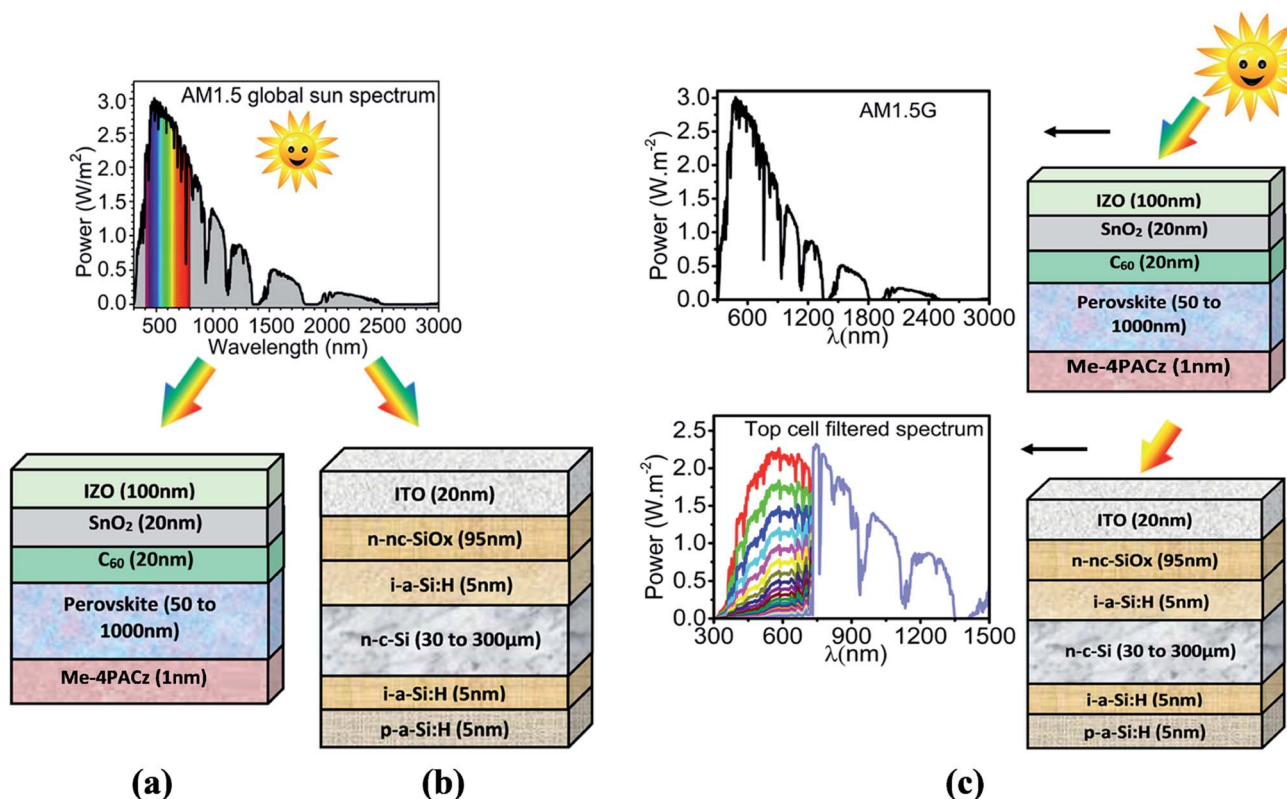 AM1.5 global sun spectrum
Power (W/m²)
3.0
2.5
2.0
1.5
1.0
0.5
0.0
500 1000 1500 2000 2500 3000
Wavelength (nm)
IZO (100nm)
SnO₂ (20nm)
C₆₀ (20nm)
Perovskite (50 to
1000nm)
Me-4PACz (1nm)
(a)
ITO (20nm)
n-nc-SiOx (95nm)
i-a-Si:H (5nm)
n-c-Si (30 to 300µm)
i-a-Si:H (5nm)
p-a-Si:H (5nm)
(b)
AM1.5G
Power (W.m⁻²)
3.0
2.5
2.0
1.5
1.0
0.5
0.0
600 1200 1800 2400 3000
λ(nm)
IZO (100nm)
SnO₂ (20nm)
C₆₀ (20nm)
Perovskite (50 to
1000nm)
Me-4PACz (1nm)
Top cell filtered spectrum
Power (W.m⁻²)
2.5
2.0
1.5
1.0
0.5
0
300 600 900 1200 1500
λ(nm)
ITO (20nm)
n-nc-SiOx (95nm)
i-a-Si:H (5nm)
n-c-Si (30 to 300µm)
i-a-Si:H (5nm)
p-a-Si:H (5nm)
(c)